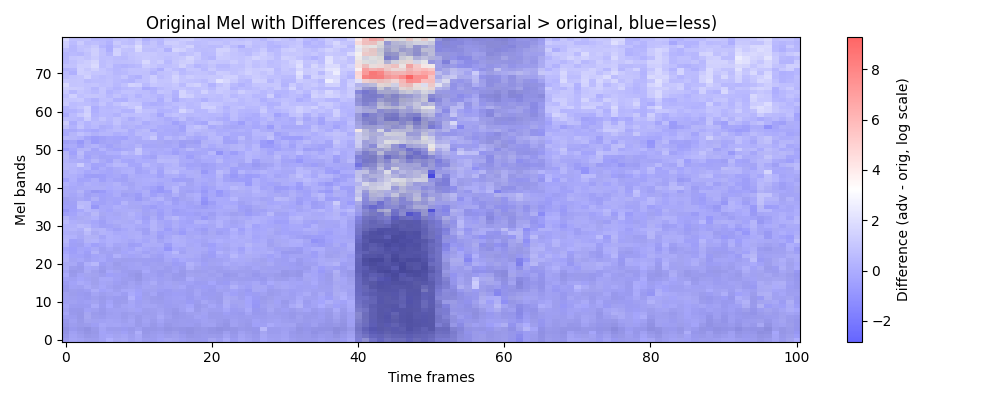 Original Mel with Differences (red=adversarial > original, blue=less)
Mel bands
70
60
50
40
30
20
10
0
0 20 40 60 80 100
Time frames
8
6
4
2
0
−2
Difference (adv - orig, log scale)